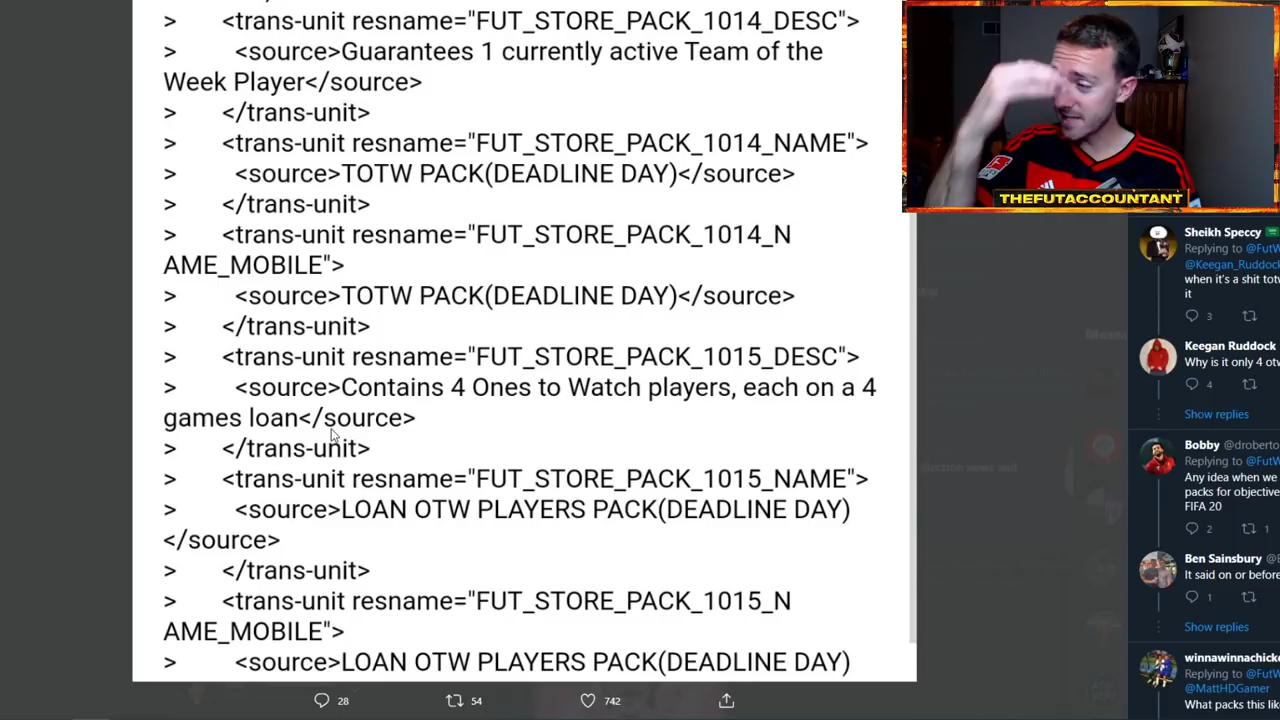 > <trans-unit resname="FUT_STORE_PACK_1014_DESC">
> <source>Guarantees 1 currently active Team of the
Week Player</source>
> </trans-unit>
> <trans-unit resname="FUT_STORE_PACK_1014_NAME">
> <source>TOTW PACK(DEADLINE DAY)</source>
> </trans-unit>
> <trans-unit resname="FUT_STORE_PACK_1014_N
AME_MOBILE">
> <source>TOTW PACK(DEADLINE DAY)</source>
> </trans-unit>
> <trans-unit resname="FUT_STORE_PACK_1015_DESC">
> <source>Contains 4 Ones to Watch players, each on a 4
games loan</source>
> </trans-unit>
> <trans-unit resname="FUT_STORE_PACK_1015_NAME">
> <source>LOAN OTW PLAYERS PACK(DEADLINE DAY)
</source>
> </trans-unit>
> <trans-unit resname="FUT_STORE_PACK_1015_N
AME_MOBILE">
> <source>LOAN OTW PLAYERS PACK(DEADLINE DAY)
28
54
742
THEFUTACCOUNTANT
Sheikh Speccy
Replying to @FutW
@Keegan_Ruddock
when it's a shit totw
it
3
Keegan Ruddock
Why is it only 4 otw
4
Show replies
Bobby @droberto
Replying to @FutW
Any idea when we
packs for objective
FIFA 20
2
1
Ben Sainsbury
It said on or before
1
Show replies
winnawinnachicke
Replying to @FutW
@MattHDGamer
What packs this lik